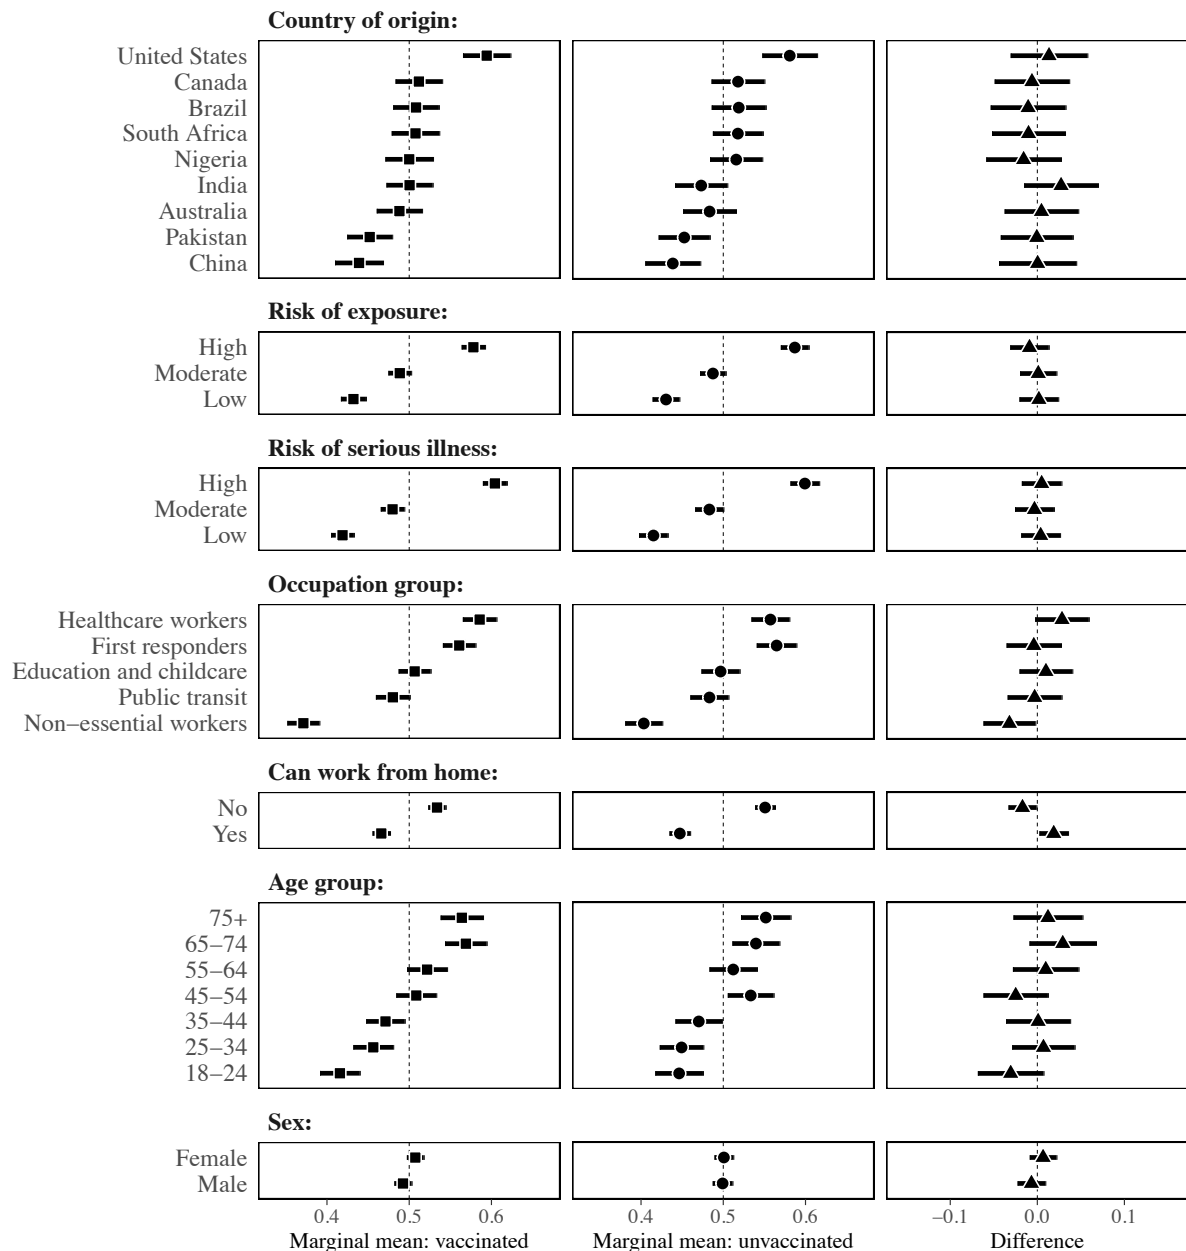 Country of origin:
United States
Canada
Brazil
South Africa
Nigeria
India
Australia
Pakistan
China
Risk of exposure:
High
Moderate
Low
Risk of serious illness:
High
Moderate
Low
Occupation group:
Healthcare workers
First responders
Education and childcare
Public transit
Non−essential workers
Can work from home:
No
Yes
Age group:
75+
65−74
55−64
45−54
35−44
25−34
18−24
Sex:
Female
Male
0.4 0.5 0.6 0.4 0.5 0.6 −0.1 0.0 0.1
Marginal mean: vaccinated Marginal mean: unvaccinated Difference